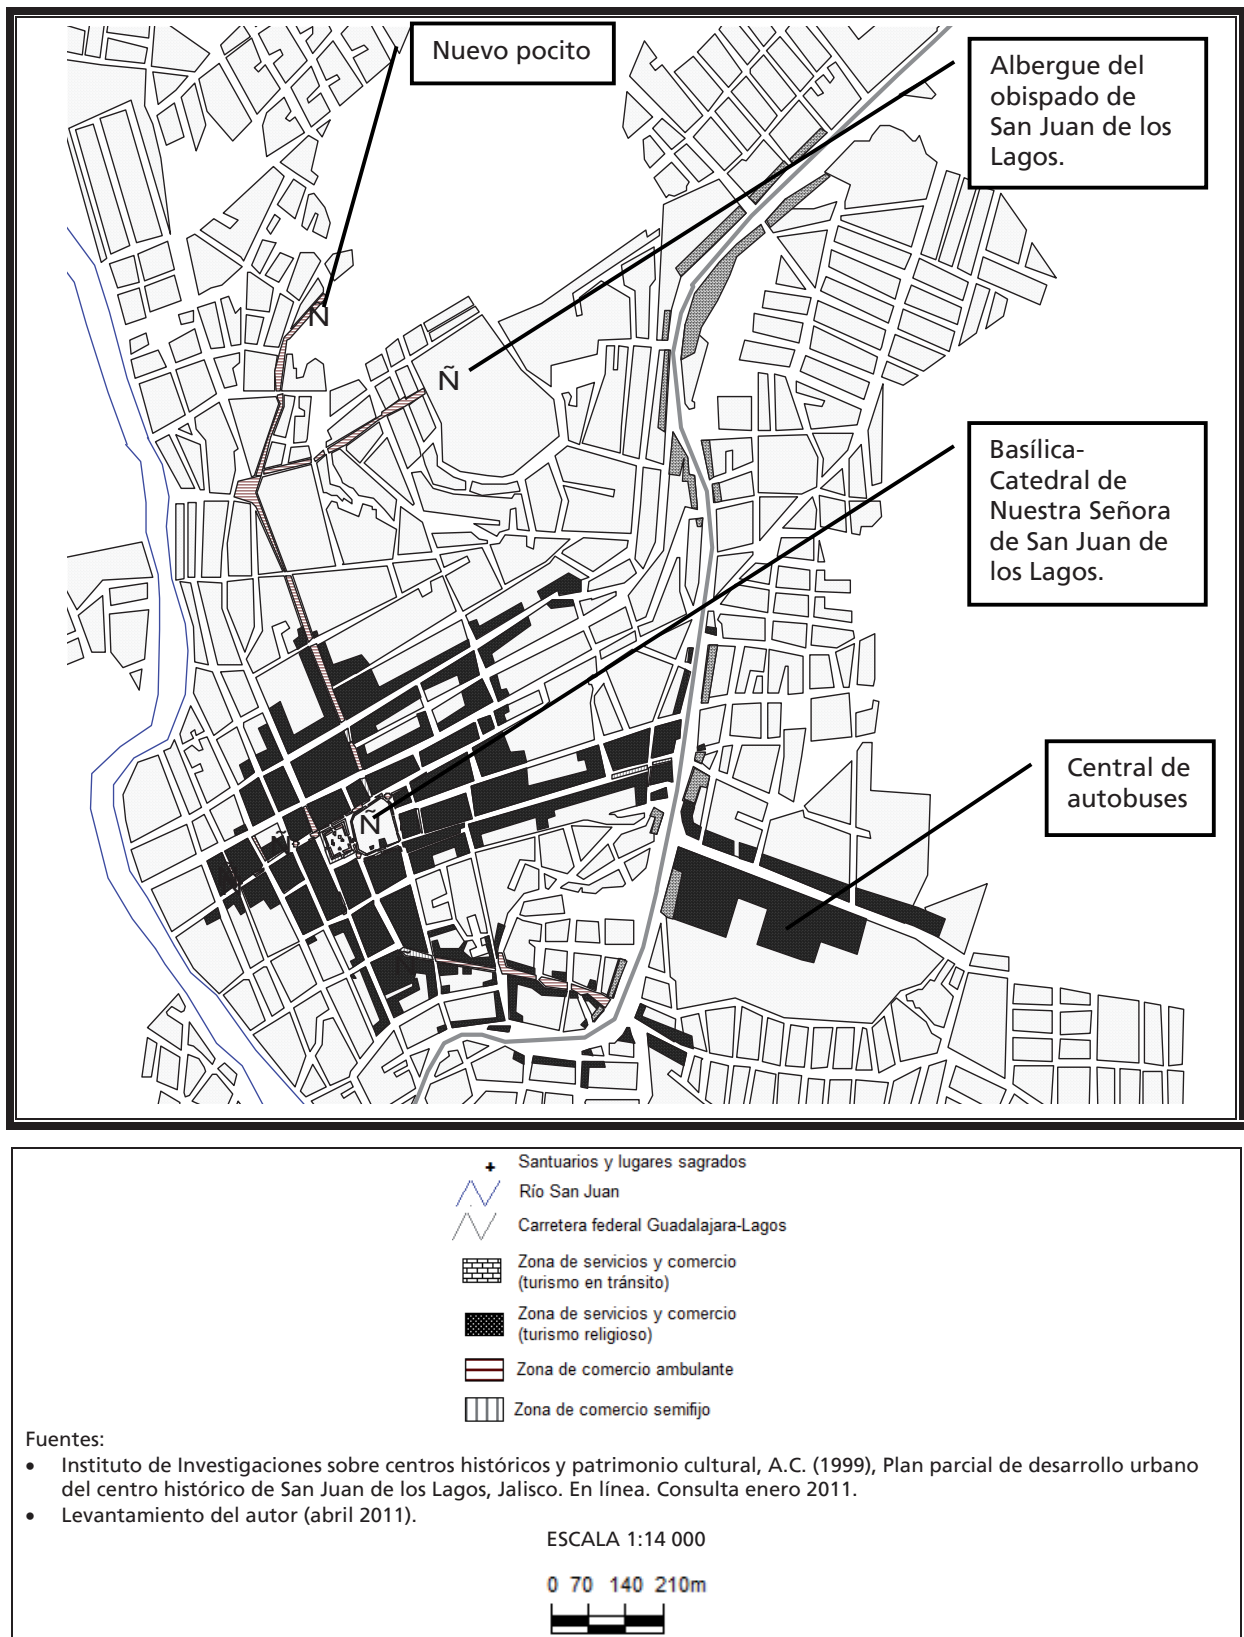 Nuevo pocito
Albergue del
obispado de
San Juan de los
Lagos.
Ñ
Ñ
Basílica-
Catedral de
Nuestra Señora
de San Juan de
los Lagos.
Central de
autobuses
Ñ
Ñ
Ñ
Ñ
Santuarios y lugares sagrados
Río San Juan
Carretera federal Guadalajara-Lagos
Zona de servicios y comercio
(turismo en tránsito)
Zona de servicios y comercio
(turismo religioso)
Zona de comercio ambulante
Zona de comercio semifijo
Fuentes:
• Instituto de Investigaciones sobre centros históricos y patrimonio cultural, A.C. (1999), Plan parcial de desarrollo urbano
del centro histórico de San Juan de los Lagos, Jalisco. En línea. Consulta enero 2011.
• Levantamiento del autor (abril 2011).
ESCALA 1:14 000
0 70 140 210m